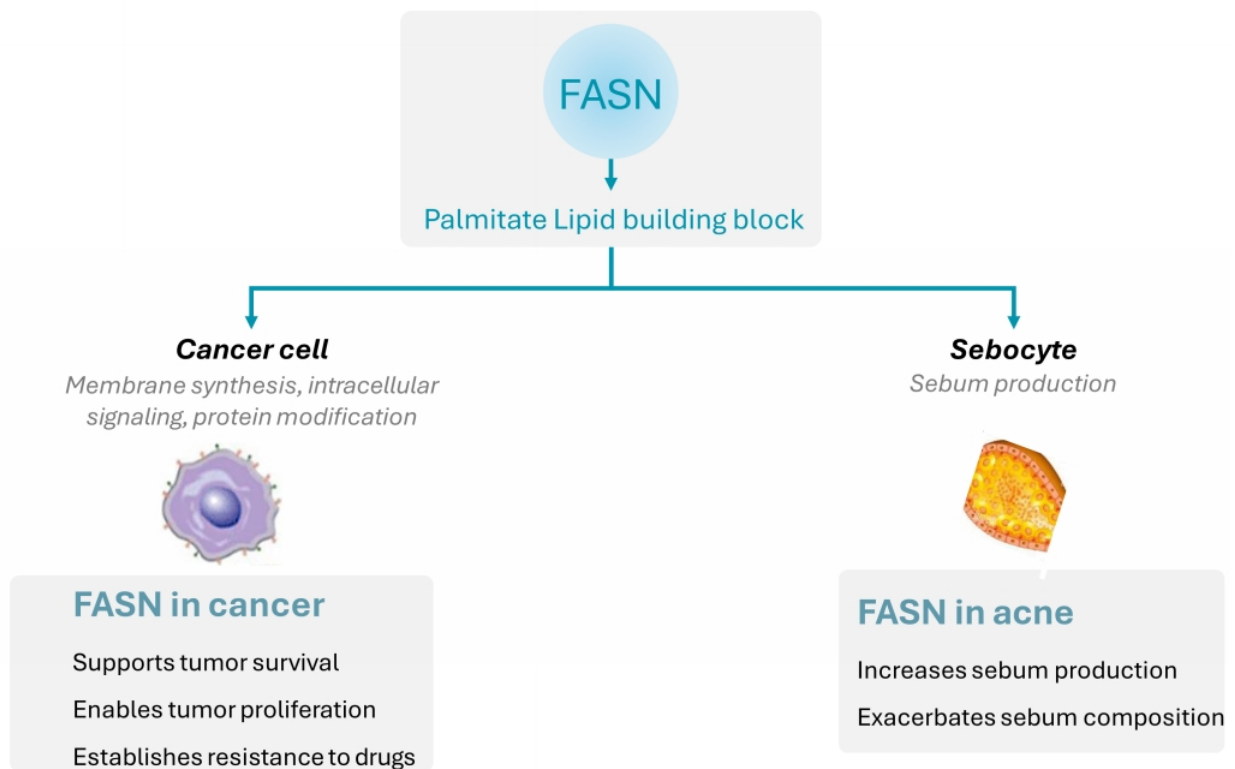 FASN
Palmitate Lipid building block
Cancer cell
Membrane synthesis, intracellular
signaling, protein modification
Sebocyte
Sebum production
FASN in cancer
Supports tumor survival
Enables tumor proliferation
Establishes resistance to drugs
FASN in acne
Increases sebum production
Exacerbates sebum composition